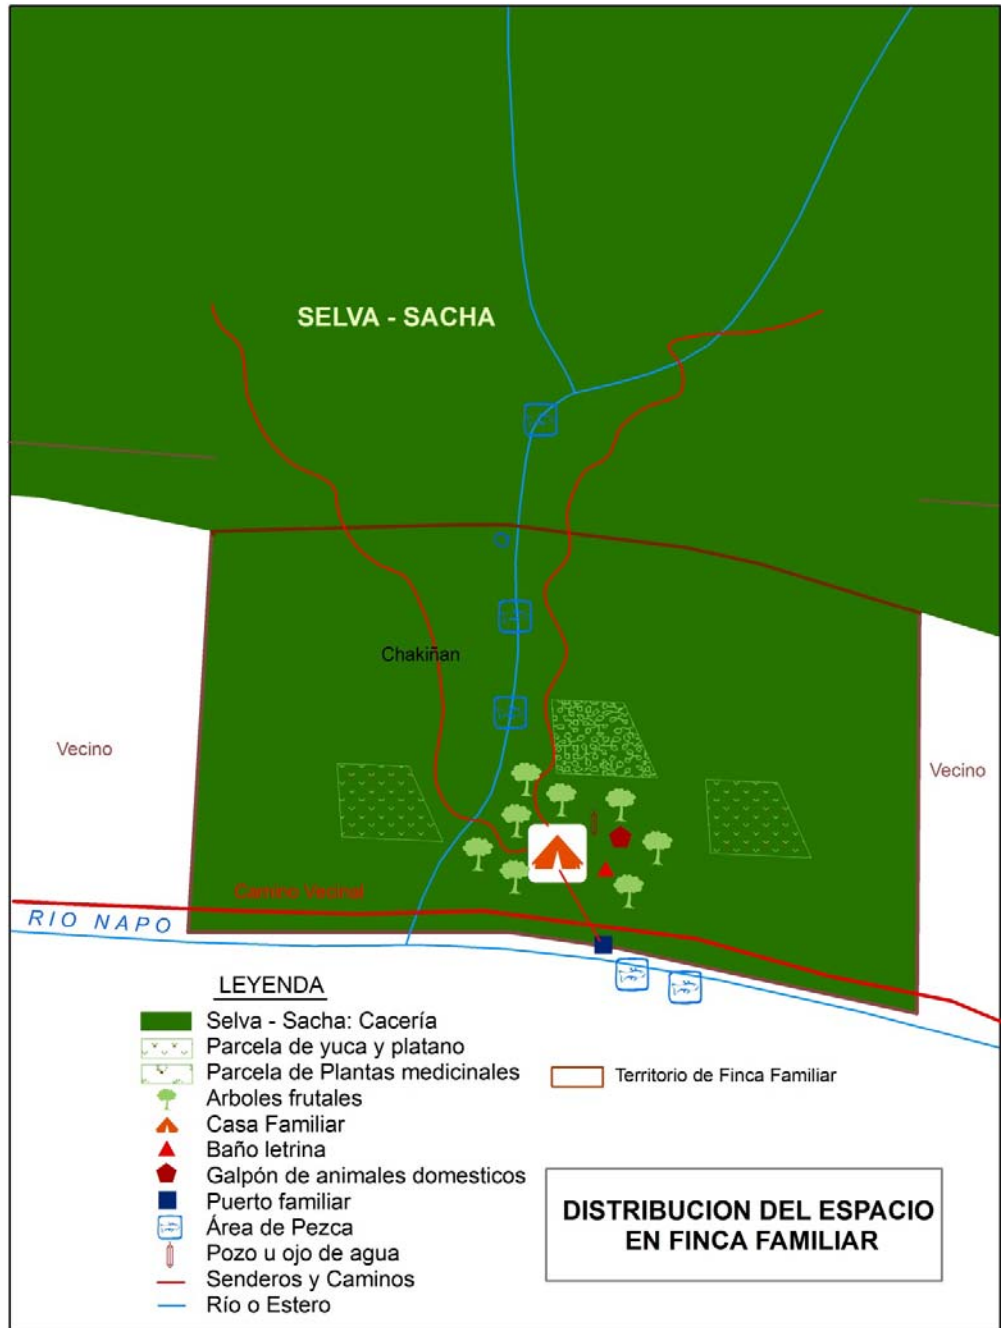 SELVA - SACHA
Chakiñan
Vecino
Vecino
Camino Vecinal
RIO NAPO
LEYENDA
Selva - Sacha: Cacería
Parcela de yuca y platano
Parcela de Plantas medicinales
Arboles frutales
Casa Familiar
Baño letrina
Galpón de animales domesticos
Puerto familiar
Área de Pezca
Pozo u ojo de agua
Senderos y Caminos
Río o Estero
Territorio de Finca Familiar
DISTRIBUCION DEL ESPACIO
EN FINCA FAMILIAR